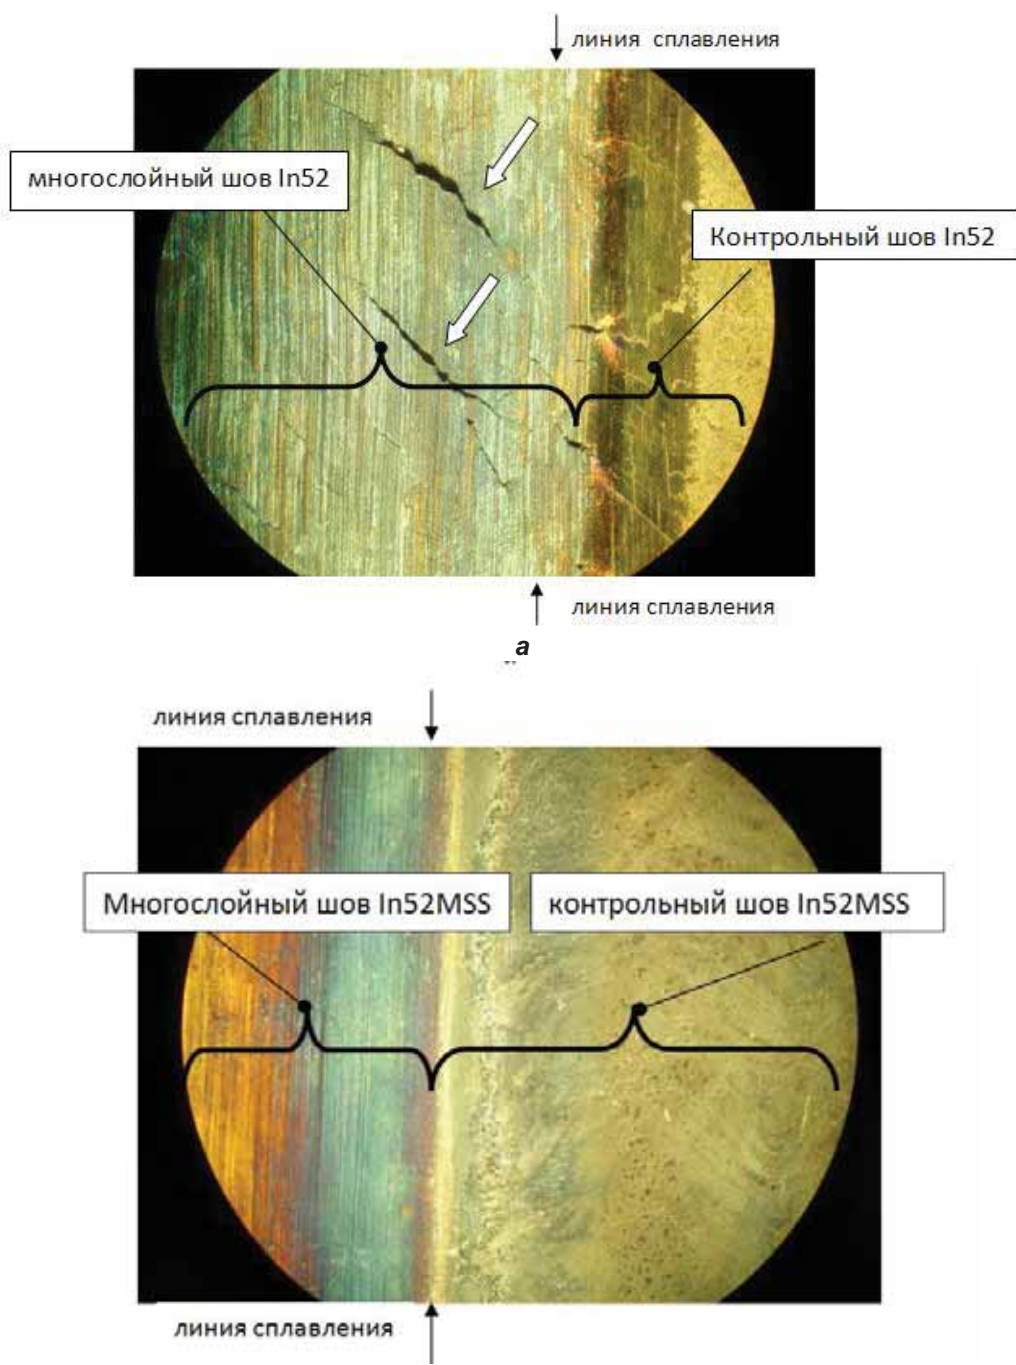 линия сплавления
многослойный шов In52
Контрольный шов In52
линия сплавления
а
линия сплавления
Многослойный шов In52MSS
контрольный шов In52MSS
линия сплавления